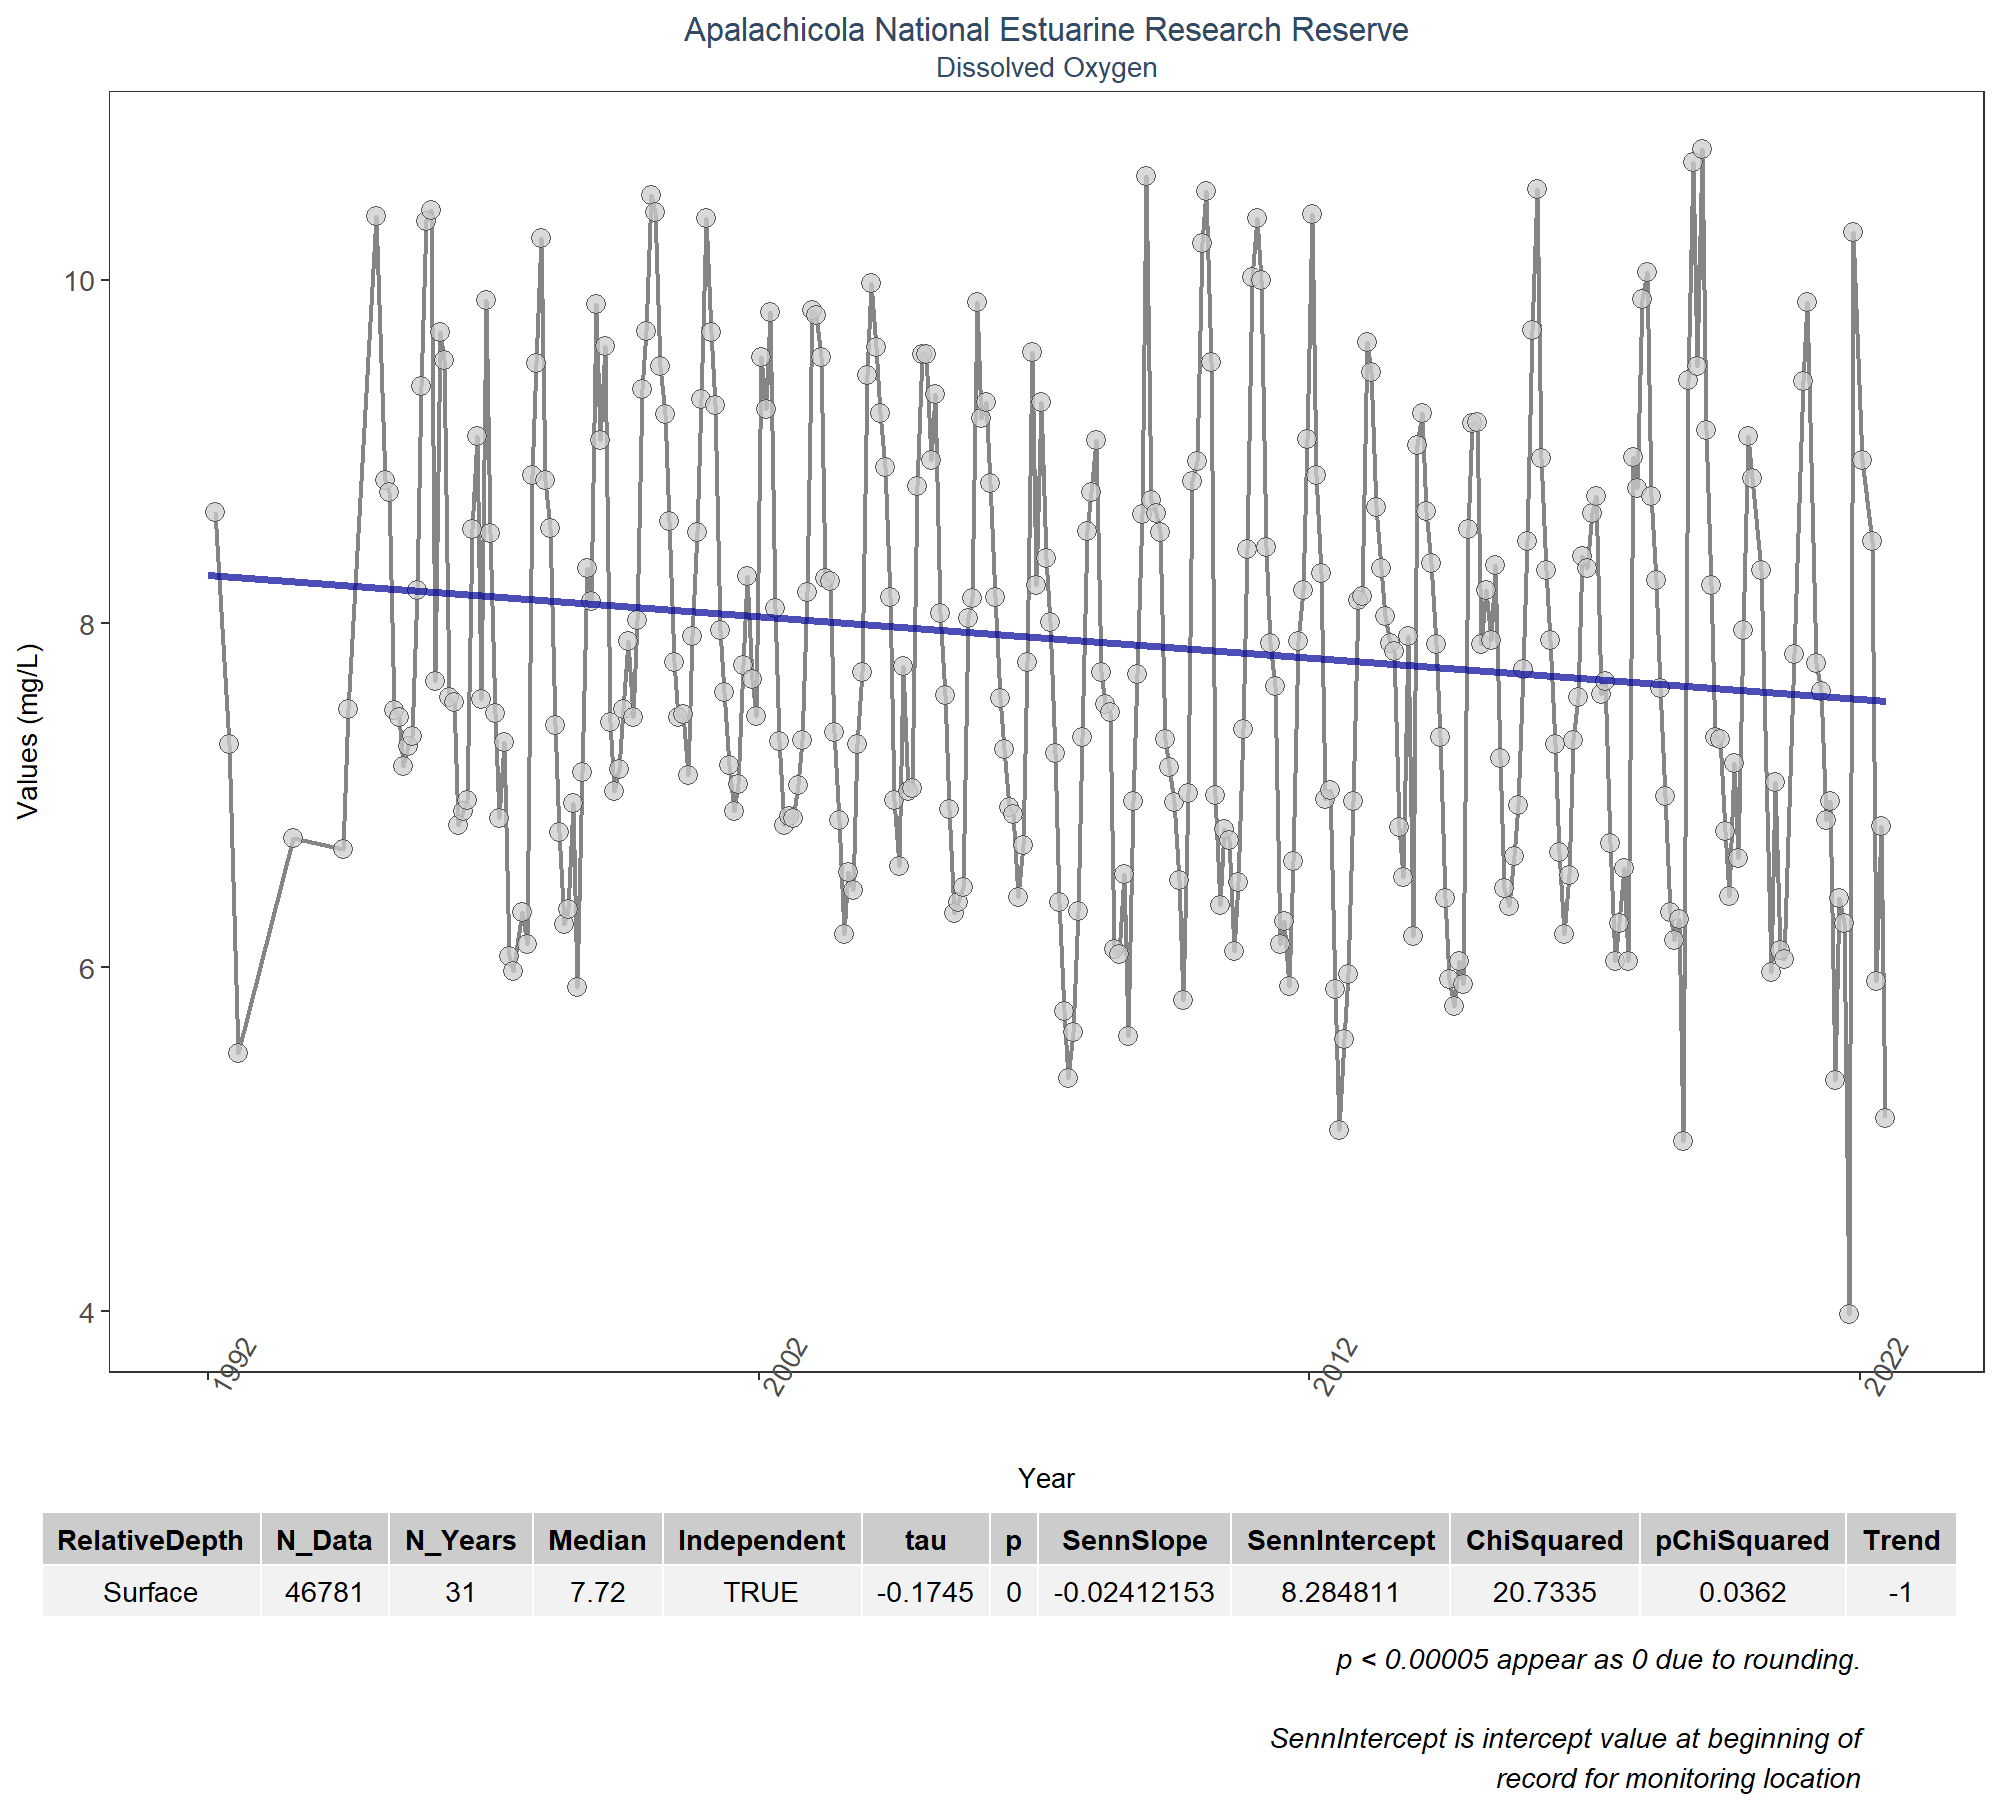 Apalachicola National Estuarine Research Reserve
Dissolved Oxygen
Values (mg/L)
10
8
6
4
1992
2002
2012
2022
Year
RelativeDepth N_Data N_Years Median Independent tau p SennSlope SennIntercept ChiSquared pChiSquared Trend
Surface 46781 31 7.72 TRUE -0.1745 0 -0.02412153 8.284811 20.7335 0.0362 -1
p < 0.00005 appear as 0 due to rounding.
SennIntercept is intercept value at beginning of
record for monitoring location